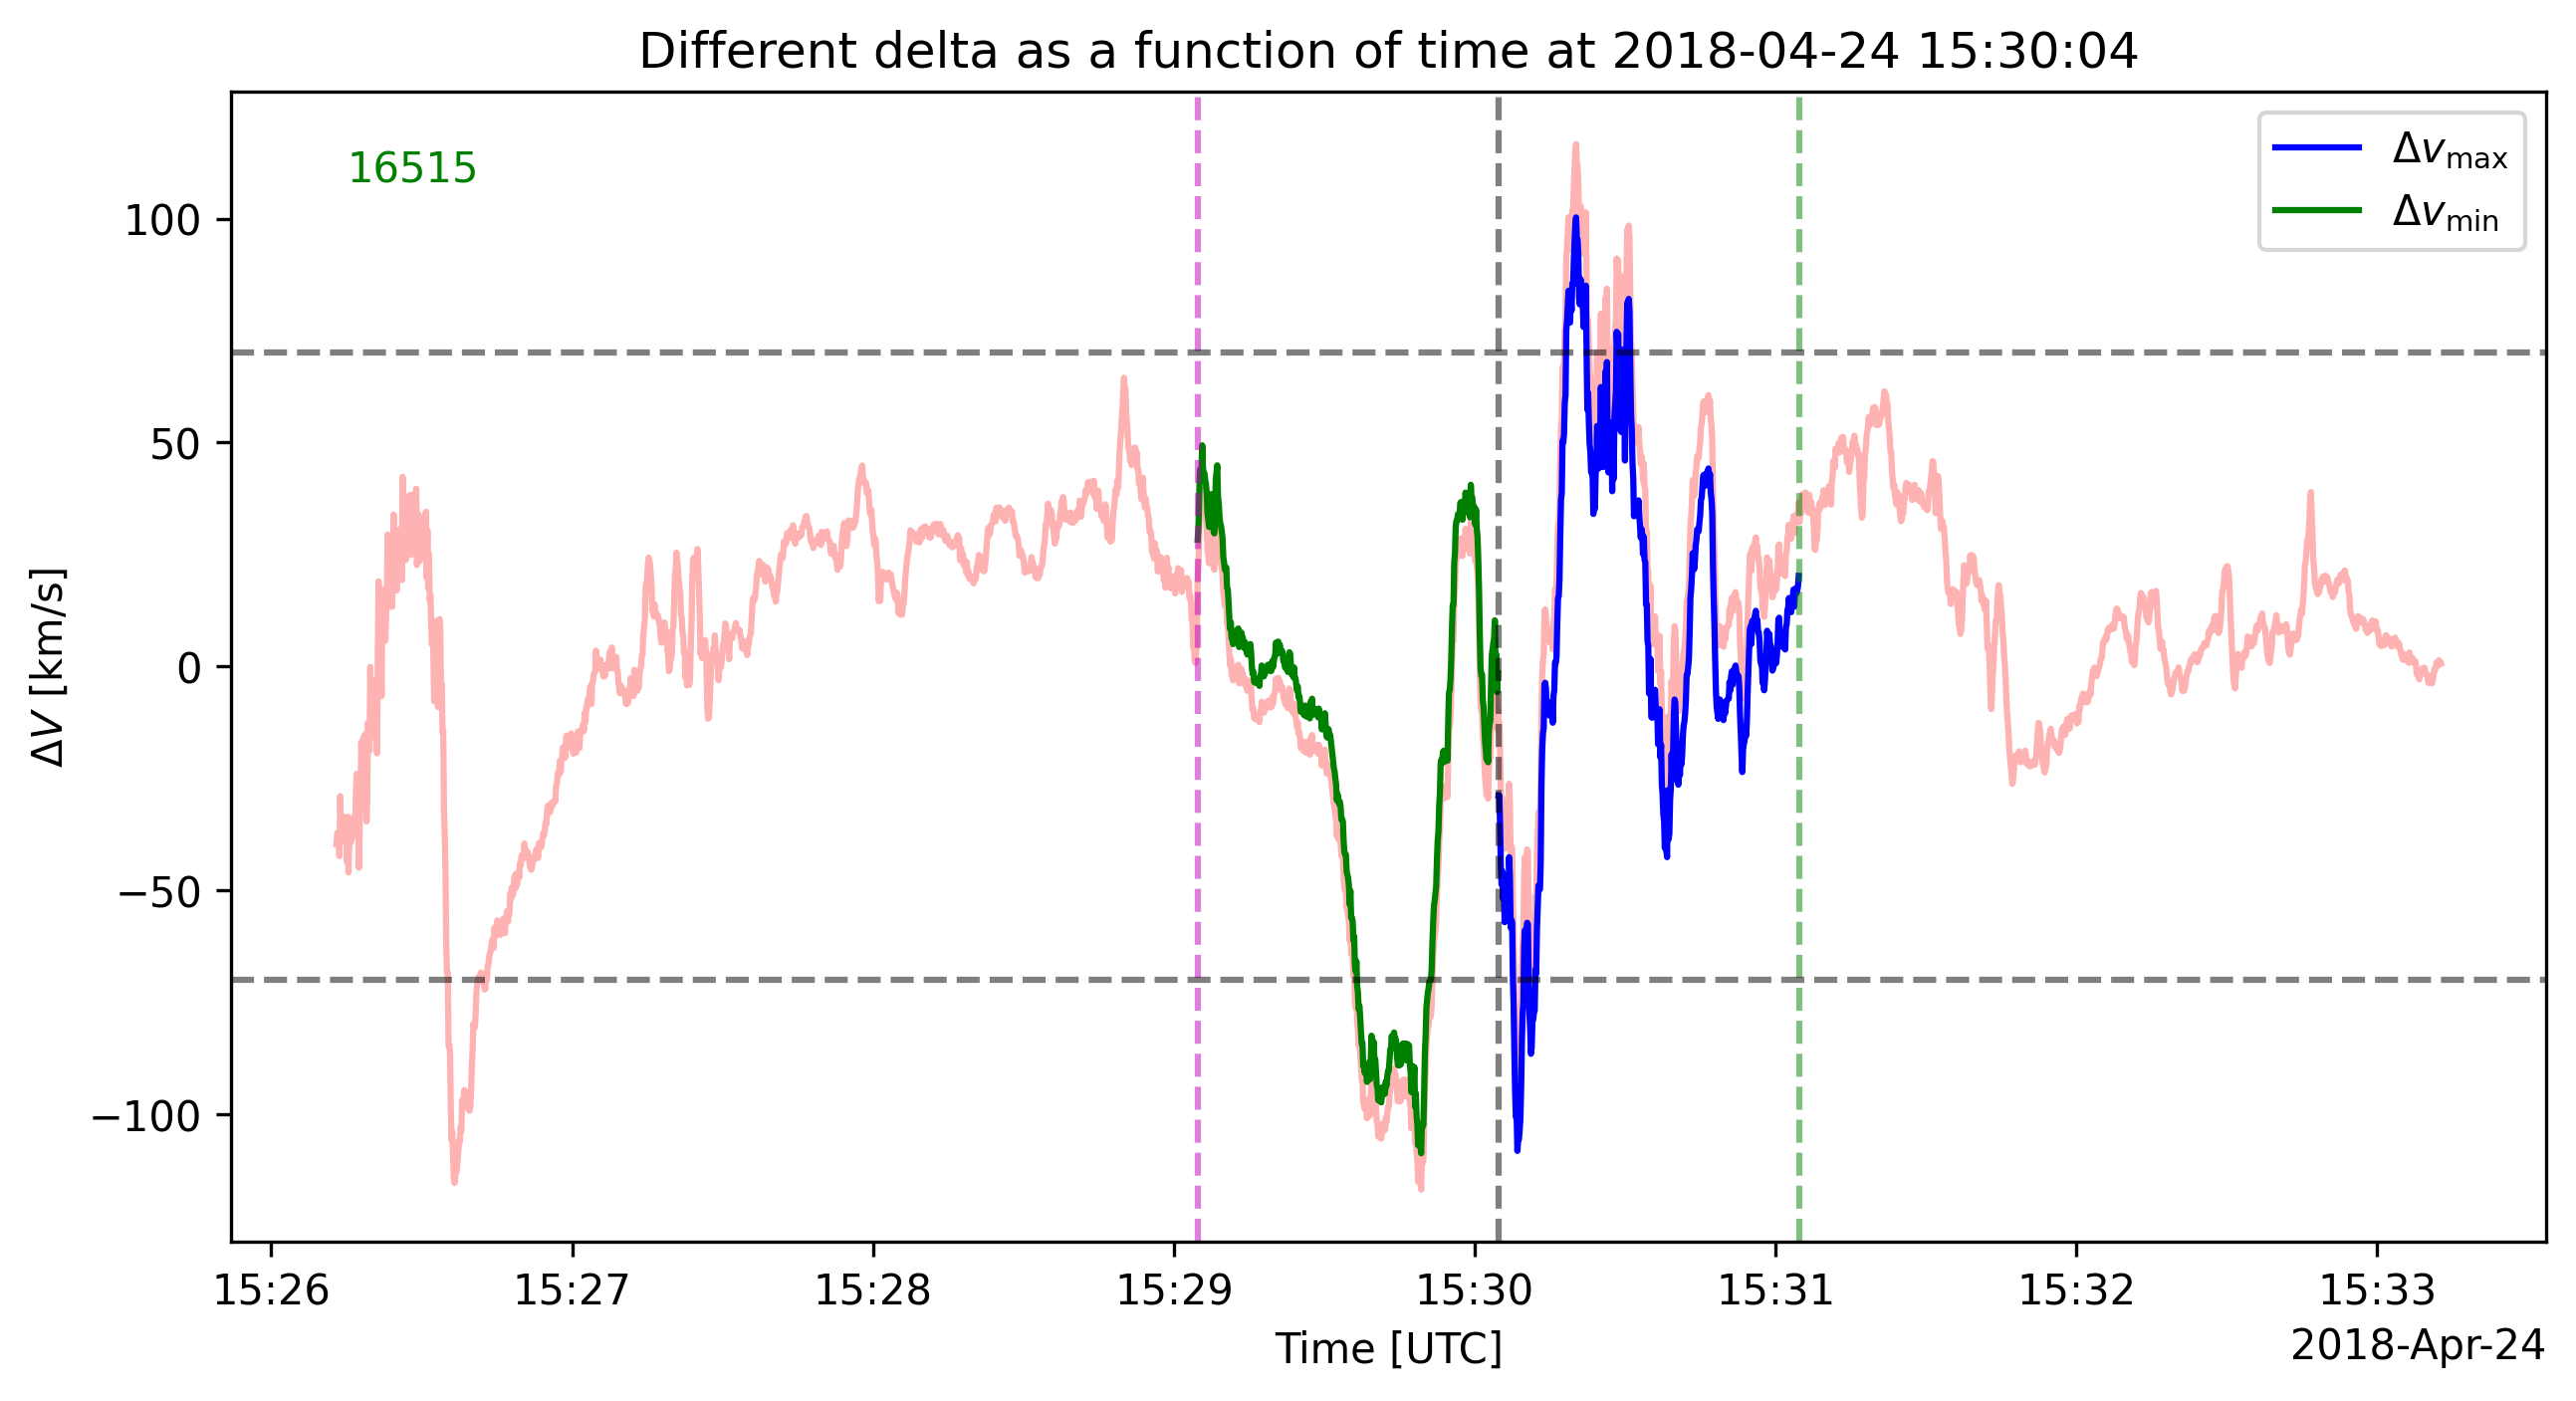 Different delta as a function of time at 2018-04-24 15:30:04
16515
Δv_max
Δv_min
ΔV [km/s]
100
50
0
−50
−100
15:26 15:27 15:28 15:29 15:30 15:31 15:32 15:33
Time [UTC]
2018-Apr-24